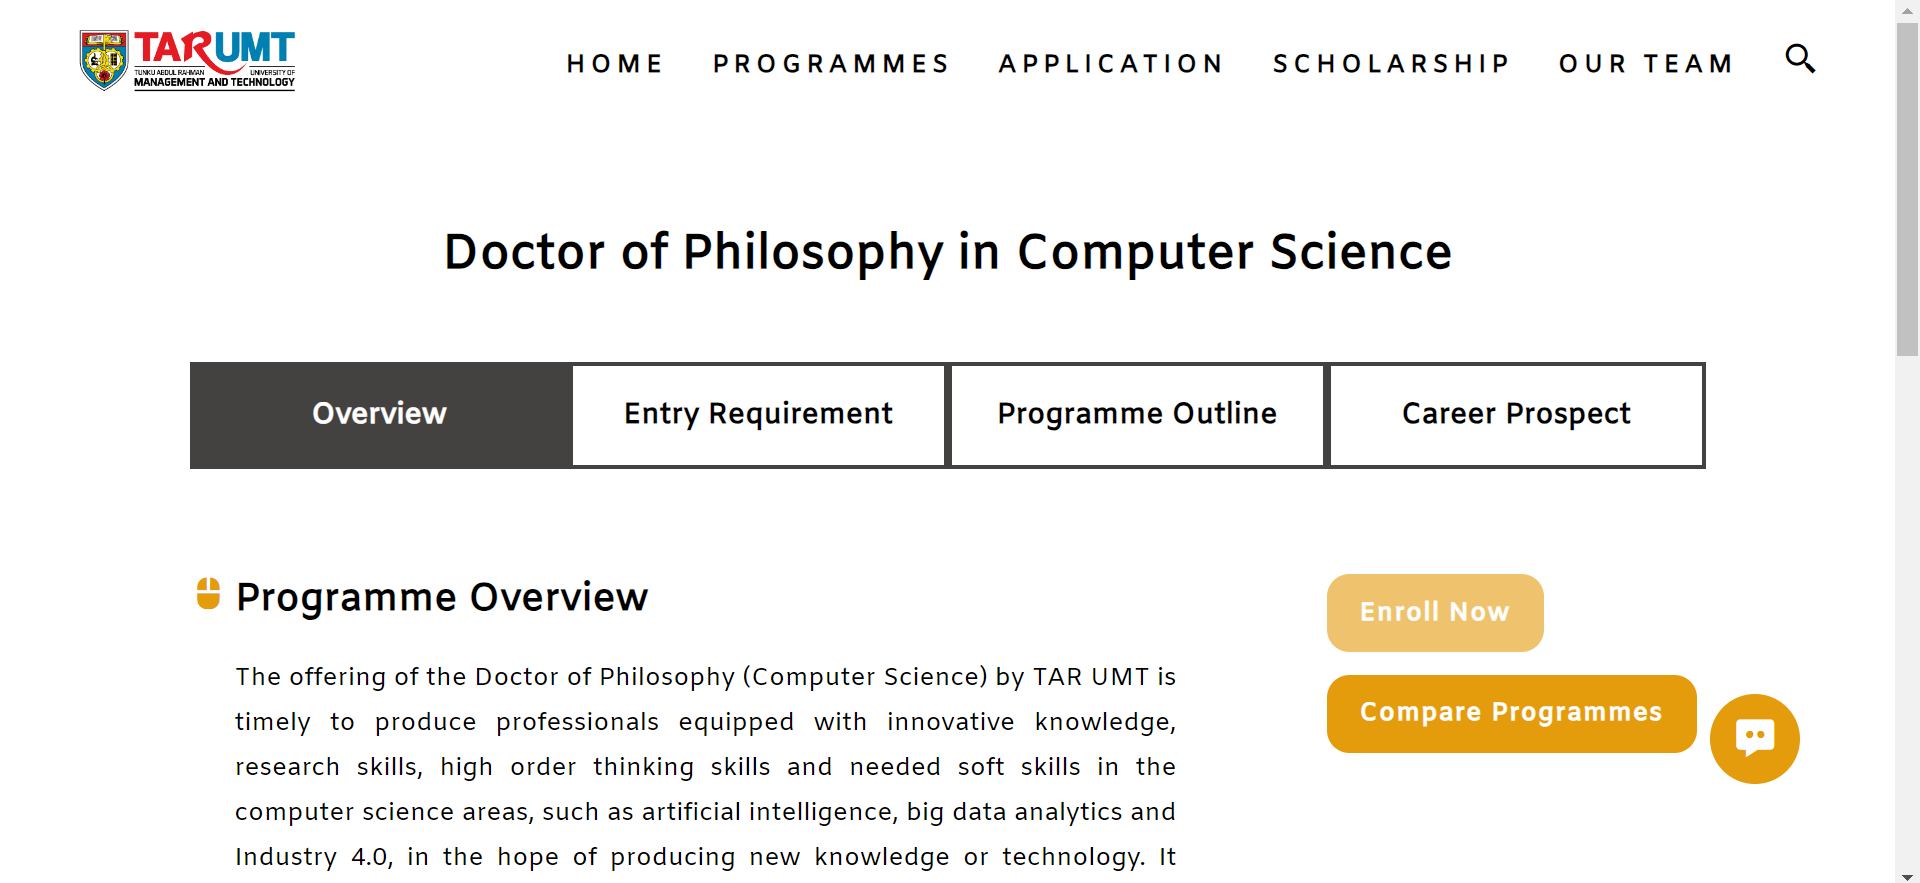 TARUMT
TUNKU ABDUL RAHMAN UNIVERSITY OF
MANAGEMENT AND TECHNOLOGY
HOME PROGRAMMES APPLICATION SCHOLARSHIP OUR TEAM
Doctor of Philosophy in Computer Science
Overview Entry Requirement Programme Outline Career Prospect
Programme Overview
The offering of the Doctor of Philosophy (Computer Science) by TAR UMT is
timely to produce professionals equipped with innovative knowledge,
research skills, high order thinking skills and needed soft skills in the
computer science areas, such as artificial intelligence, big data analytics and
Industry 4.0, in the hope of producing new knowledge or technology. It
Enroll Now
Compare Programmes